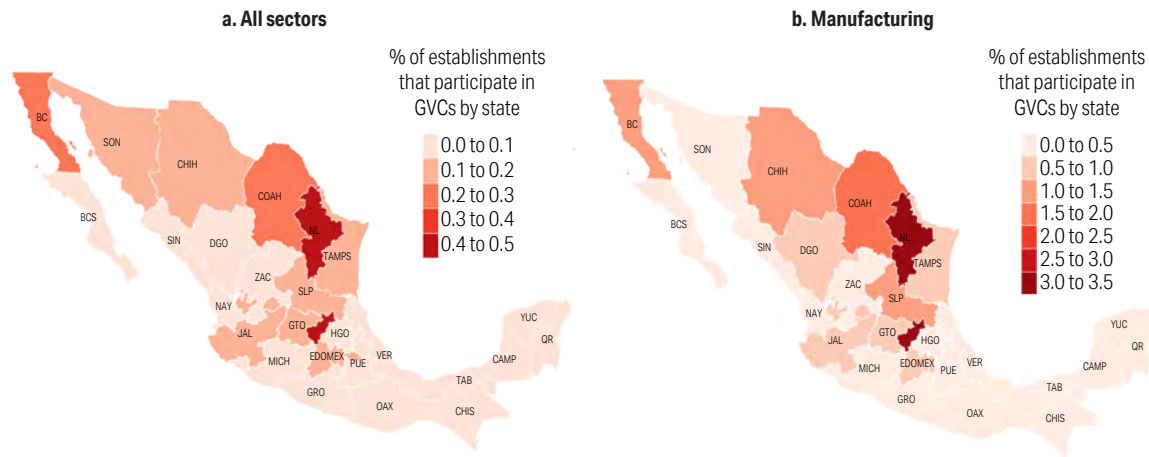 a. All sectors
% of establishments
that participate in
GVCs by state
0.0 to 0.1
0.1 to 0.2
0.2 to 0.3
0.3 to 0.4
0.4 to 0.5
BC
SON
CHIH
COAH
BCS
NL
SIN
DGO
TAMPS
ZAC
SLP
NAY
JAL
GTO
HGO
YUC
QR
MICH
EDOMEX
PUE
VER
CAMP
TAB
GRO
OAX
CHIS
b. Manufacturing
% of establishments
that participate in
GVCs by state
0.0 to 0.5
0.5 to 1.0
1.0 to 1.5
1.5 to 2.0
2.0 to 2.5
2.5 to 3.0
3.0 to 3.5
BC
SON
CHIH
COAH
BCS
NL
SIN
DGO
TAMPS
ZAC
SLP
NAY
JAL
GTO
HGO
YUC
QR
MICH
EDOMEX
PUE
VER
CAMP
TAB
GRO
OAX
CHIS